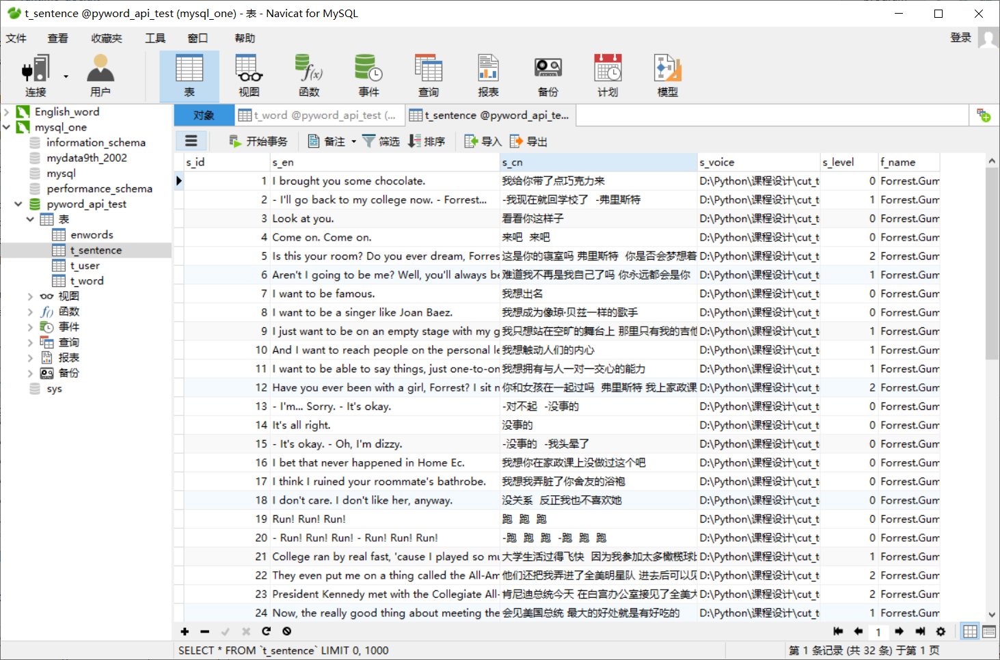 t_sentence @pyword_api_test (mysql_one) - 表 - Navicat for MySQL
文件 查看 收藏夹 工具 窗口 帮助 登录
连接 用户 表 视图 函数 事件 查询 报表 备份 计划 模型
对象 t_word @pyword_api_test (... t_sentence @pyword_api_te...
English_word
mysql_one
information_schema
mydata9th_2002
mysql
performance_schema
pyword_api_test
表
enwords
t_sentence
t_user
t_word
视图
函数
事件
查询
报表
备份
sys
开始事务 备注 筛选 排序 导入 导出
s_id s_en s_cn s_voice s_level f_name
1 I brought you some chocolate. 我给你带了点巧克力来 D:\Python\课程设计\cut_t 0 Forrest.Gum
2 - I'll go back to my college now. - Forrest... -我现在就回学校了 -弗里斯特 D:\Python\课程设计\cut_t 1 Forrest.Gum
3 Look at you. 看看你这样子 D:\Python\课程设计\cut_t 0 Forrest.Gum
4 Come on. Come on. 来吧 来吧 D:\Python\课程设计\cut_t 0 Forrest.Gum
5 Is this your room? Do you ever dream, Forres 这是你的寝室吗 弗里斯特 你是否会梦想着 D:\Python\课程设计\cut_t 2 Forrest.Gum
6 Aren't I going to be me? Well, you'll always be 难道我不再是我自己了吗 你永远都会是你 D:\Python\课程设计\cut_t 1 Forrest.Gum
7 I want to be famous. 我想出名 D:\Python\课程设计\cut_t 0 Forrest.Gum
8 I want to be a singer like Joan Baez. 我想成为像琼·贝兹一样的歌手 D:\Python\课程设计\cut_t 0 Forrest.Gum
9 I just want to be on an empty stage with my g 我只想站在空旷的舞台上 那里只有我的吉他 D:\Python\课程设计\cut_t 1 Forrest.Gum
10 And I want to reach people on the personal le 我想触动人们的内心 D:\Python\课程设计\cut_t 1 Forrest.Gum
11 I want to be able to say things, just one-to-on 我想拥有与人一对一交心的能力 D:\Python\课程设计\cut_t 1 Forrest.Gum
12 Have you ever been with a girl, Forrest? I sit n 你和女孩在一起过吗 弗里斯特 我上家政课 D:\Python\课程设计\cut_t 2 Forrest.Gum
13 - I'm... Sorry. - It's okay. -对不起 -没事的 D:\Python\课程设计\cut_t 0 Forrest.Gum
14 It's all right. 没事的 D:\Python\课程设计\cut_t 0 Forrest.Gum
15 - It's okay. - Oh, I'm dizzy. -没事的 -我头晕了 D:\Python\课程设计\cut_t 0 Forrest.Gum
16 I bet that never happened in Home Ec. 我想你在家政课上没做过这个吧 D:\Python\课程设计\cut_t 0 Forrest.Gum
17 I think I ruined your roommate's bathrobe. 我想我弄脏了你舍友的浴袍 D:\Python\课程设计\cut_t 0 Forrest.Gum
18 I don't care. I don't like her, anyway. 没关系 反正我也不喜欢她 D:\Python\课程设计\cut_t 0 Forrest.Gum
19 Run! Run! Run! 跑 跑 跑 D:\Python\课程设计\cut_t 0 Forrest.Gum
20 - Run! Run! Run! - Run! Run! Run! -跑 跑 跑 -跑 跑 跑 D:\Python\课程设计\cut_t 0 Forrest.Gum
21 College ran by real fast, 'cause I played so mu 大学生活过得飞快 因为我参加太多橄榄球 D:\Python\课程设计\cut_t 1 Forrest.Gum
22 They even put me on a thing called the All-Am 他们还把我弄进了全美明星队 进去后可以见 D:\Python\课程设计\cut_t 2 Forrest.Gum
23 President Kennedy met with the Collegiate All- 肯尼迪总统今天 在白宫办公室接见了全美 D:\Python\课程设计\cut_t 2 Forrest.Gum
24 Now, the really good thing about meeting the 会见美国总统 最大的好处就是有好吃的 D:\Python\课程设计\cut_t 1 Forrest.Gum
1
SELECT * FROM `t_sentence` LIMIT 0, 1000 第 1 条记录 (共 32 条) 于第 1 页